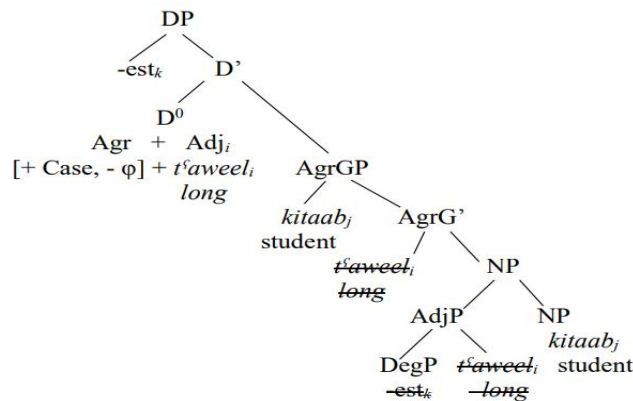 DP
-estₖ D’
D⁰
Agr + Adjᵢ
[+ Case, - φ] + tˤaweelᵢ AgrGP
long
kitaabⱼ AgrG’
student
tˤaweelᵢ NP
long
AdjP NP
kitaabⱼ
DegP tˤaweelᵢ student
-estₖ long